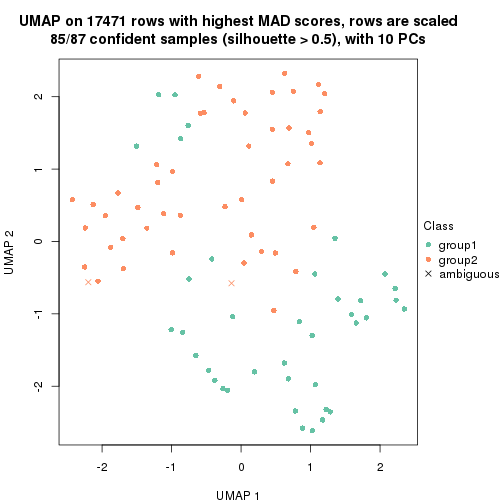 UMAP on 17471 rows with highest MAD scores, rows are scaled
85/87 confident samples (silhouette > 0.5), with 10 PCs
2
1
0
-1
-2
UMAP 2
-2
-1
0
1
2
UMAP 1
Class
group1
group2
ambiguous